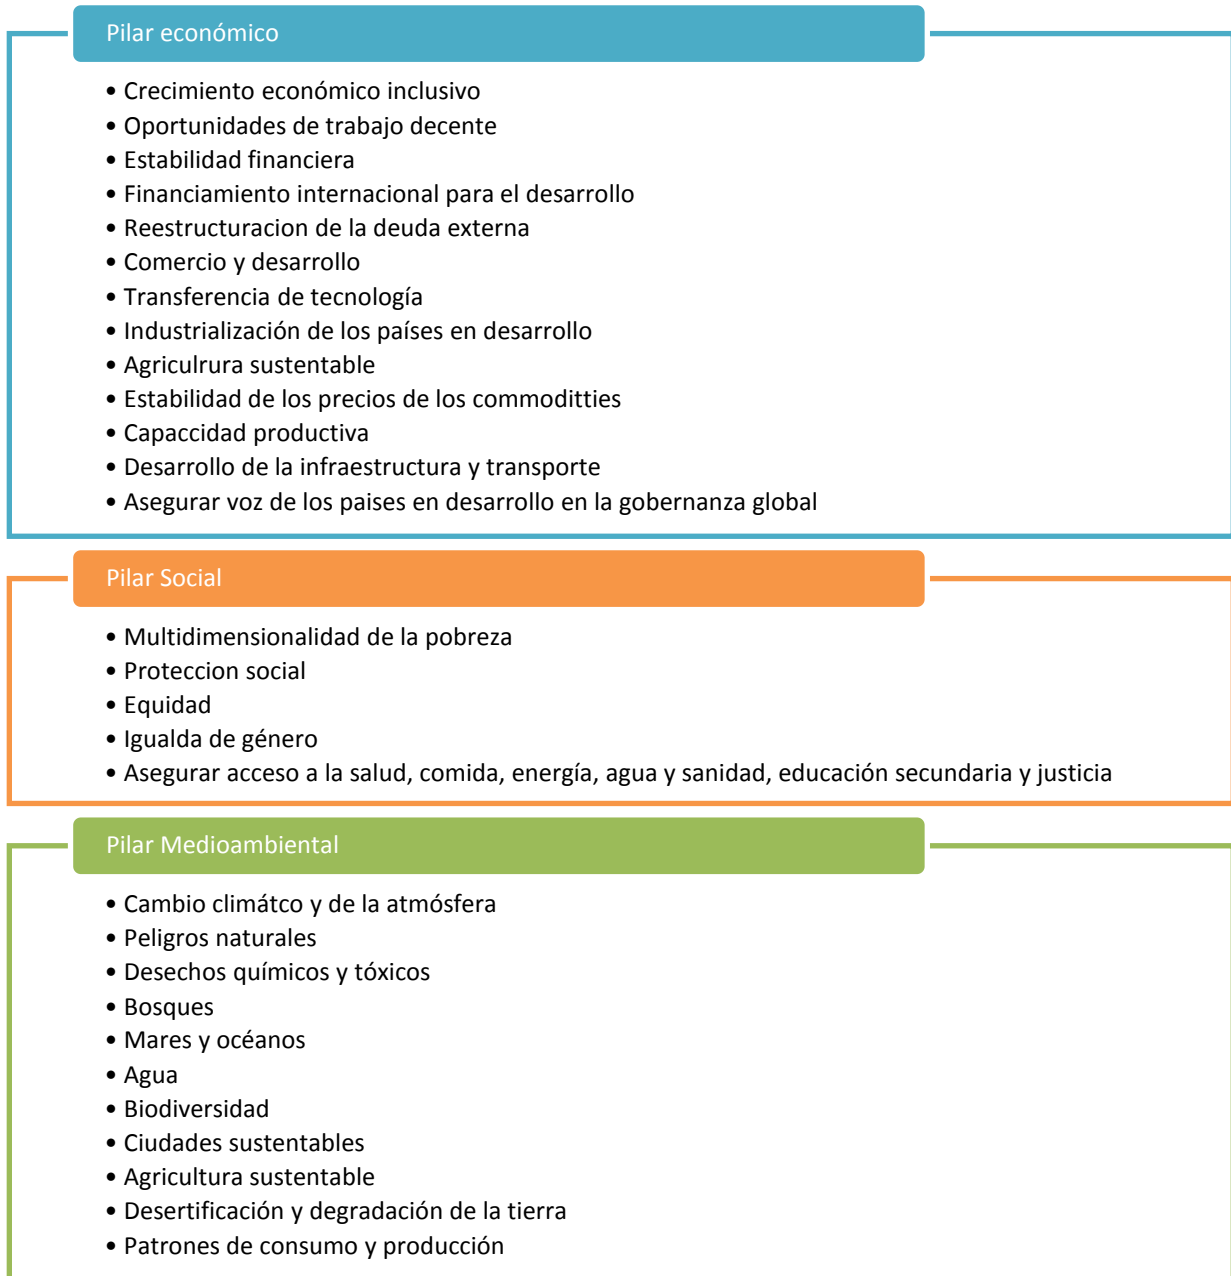 Pilar económico
• Crecimiento económico inclusivo
• Oportunidades de trabajo decente
• Estabilidad financiera
• Financiamiento internacional para el desarrollo
• Reestructuracion de la deuda externa
• Comercio y desarrollo
• Transferencia de tecnología
• Industrialización de los países en desarrollo
• Agriculrura sustentable
• Estabilidad de los precios de los commoditties
• Capaccidad productiva
• Desarrollo de la infraestructura y transporte
• Asegurar voz de los paises en desarrollo en la gobernanza global
Pilar Social
• Multidimensionalidad de la pobreza
• Proteccion social
• Equidad
• Igualda de género
• Asegurar acceso a la salud, comida, energía, agua y sanidad, educación secundaria y justicia
Pilar Medioambiental
• Cambio climátco y de la atmósfera
• Peligros naturales
• Desechos químicos y tóxicos
• Bosques
• Mares y océanos
• Agua
• Biodiversidad
• Ciudades sustentables
• Agricultura sustentable
• Desertificación y degradación de la tierra
• Patrones de consumo y producción